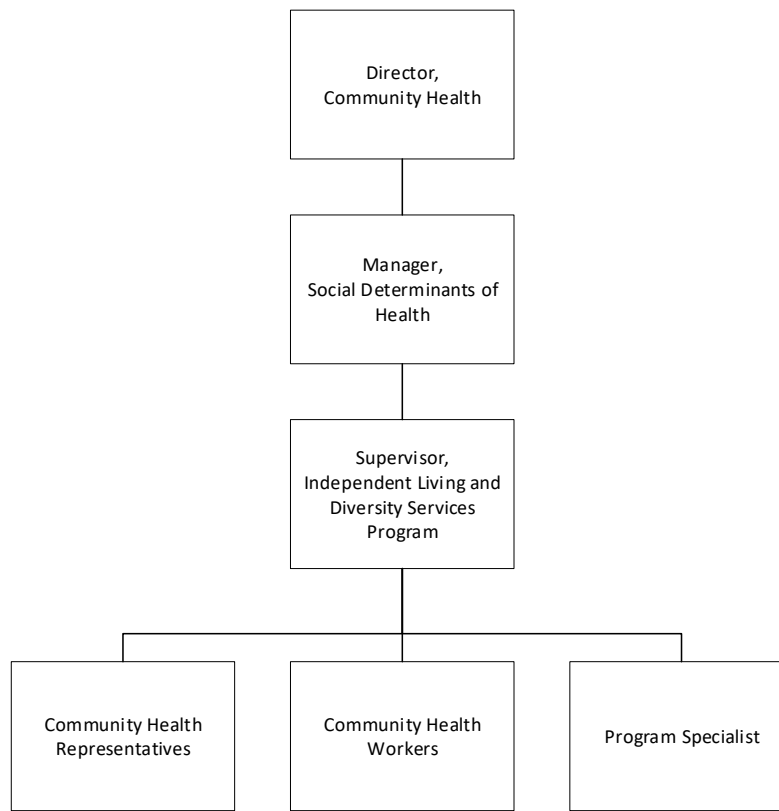 Director,
Community Health
Manager,
Social Determinants of
Health
Supervisor,
Independent Living and
Diversity Services
Program
Community Health
Representatives
Community Health
Workers
Program Specialist